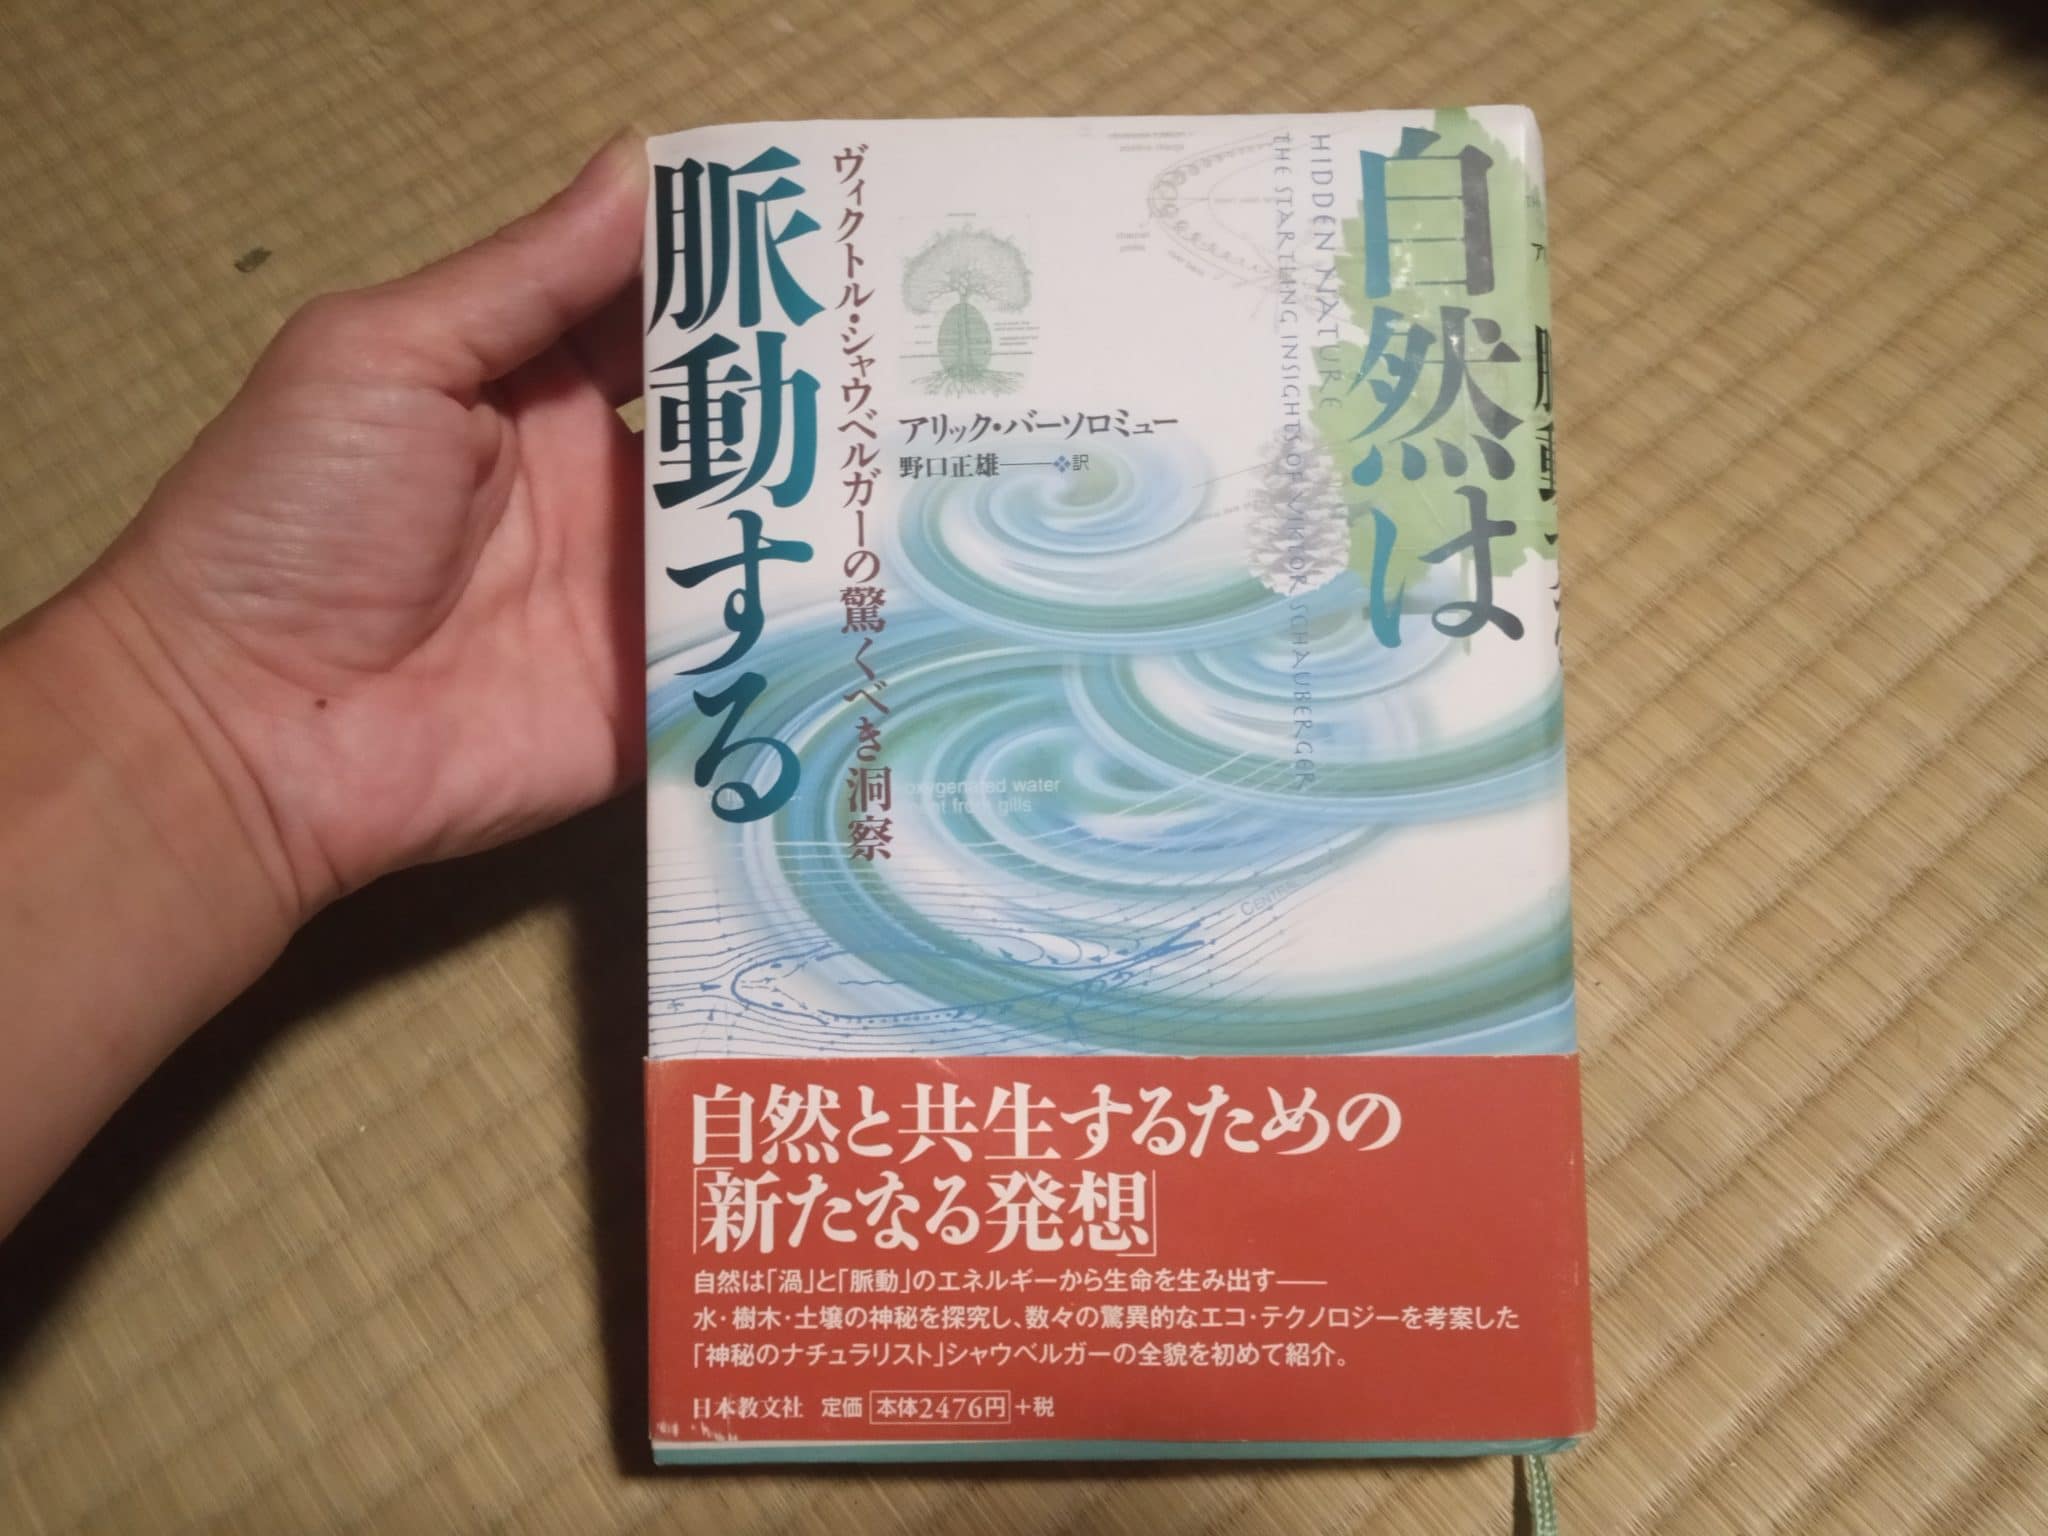 自然は
脈動する
HIDDEN NATURE
THE STARTLING INSIGHTS OF VIKTOR SCHAUBERGER
ヴィクトル・シャウベルガーの驚くべき洞察
アリック・バーソロミュー
野口正雄――訳
oxygenated water
gills
自然と共生するための
「新たなる発想」
自然は「渦」と「脈動」のエネルギーから生命を生み出す――
水・樹木・土壌の神秘を探究し、数々の驚異的なエコ・テクノロジーを考案した
「神秘のナチュラリスト」シャウベルガーの全貌を初めて紹介。
日本教文社 定価 本体2476円+税